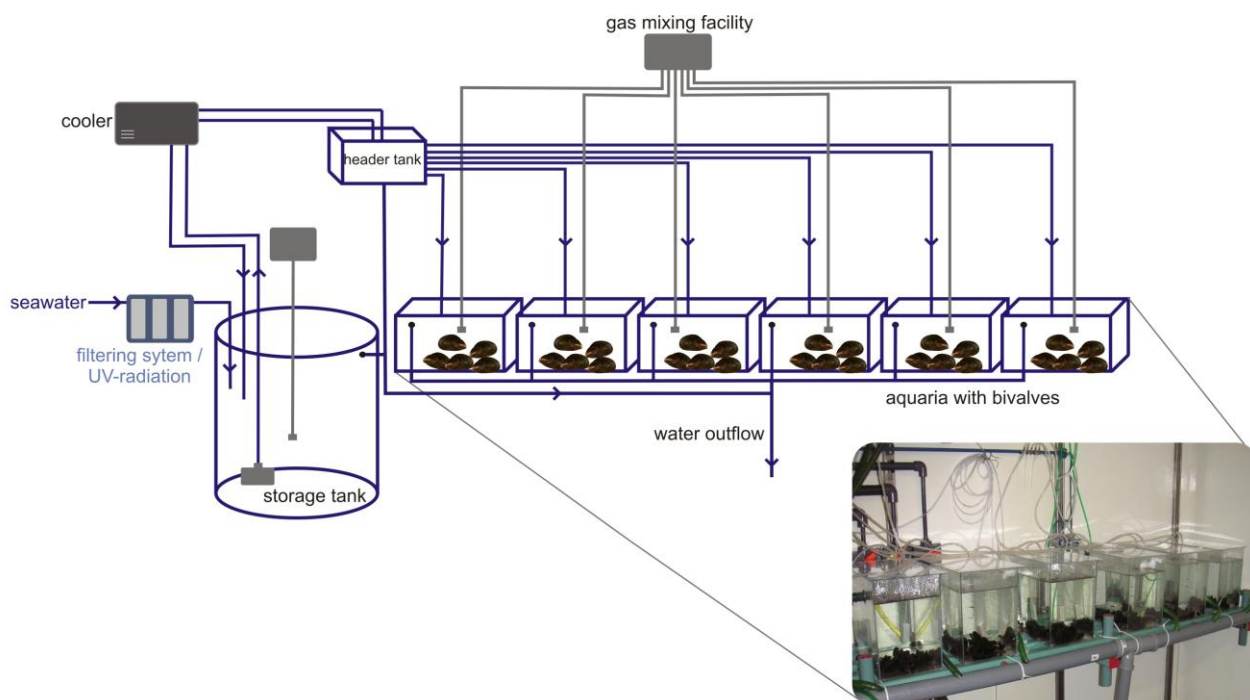 gas mixing facility
cooler
header tank
seawater
filtering sytem /
UV-radiation
storage tank
aquaria with bivalves
water outflow